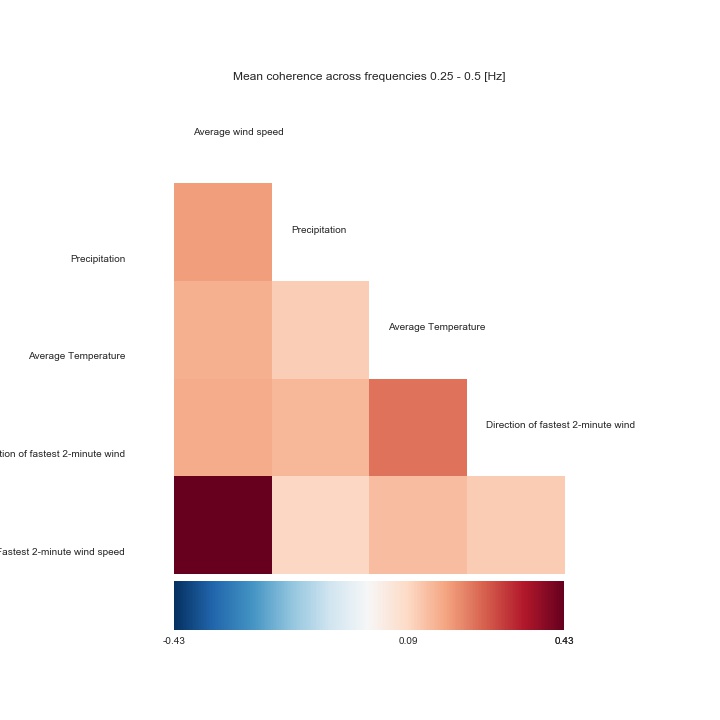 Mean coherence across frequencies 0.25 - 0.5 [Hz]
Average wind speed
Precipitation
Precipitation
Average Temperature
Average Temperature
Direction of fastest 2-minute wind
tion of fastest 2-minute wind
Fastest 2-minute wind speed
-0.43 0.09 0.43